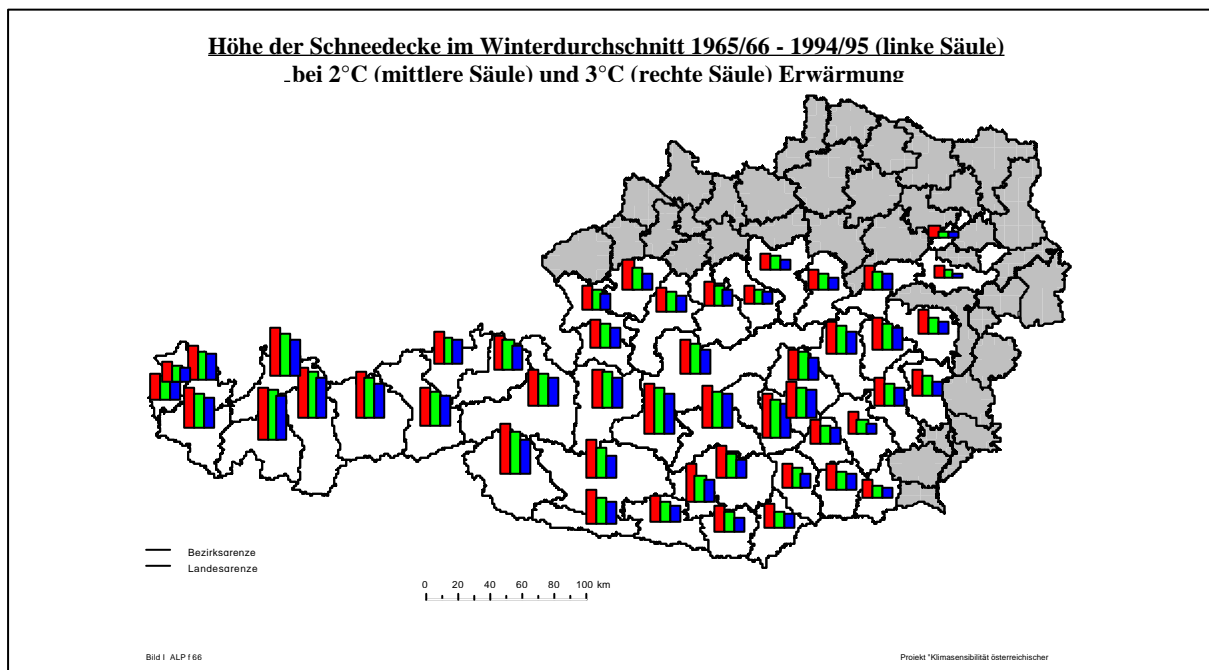 Höhe der Schneedecke im Winterdurchschnitt 1965/66 - 1994/95 (linke Säule)
bei 2°C (mittlere Säule) und 3°C (rechte Säule) Erwärmung
Bezirksgrenze
Landesgrenze
0 20 40 60 80 100 km
Bild I ALP f 66
Projekt "Klimasensibilität österreichischer